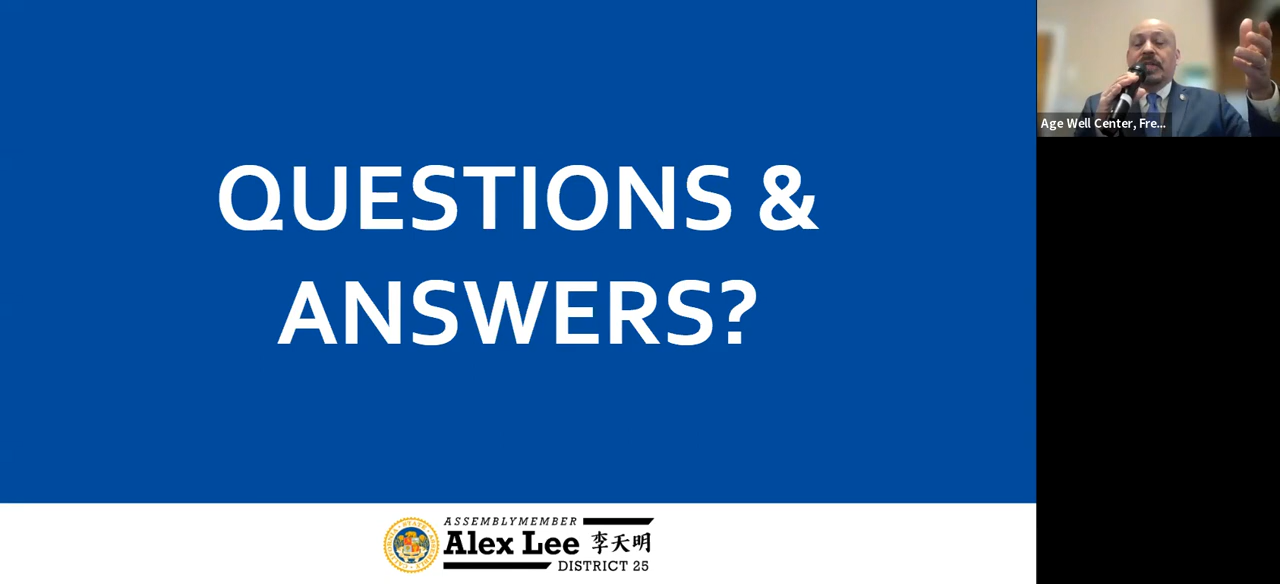 QUESTIONS &
ANSWERS?
ASSEMBLYMEMBER
Alex Lee 李天明
DISTRICT 25
Age Well Center, Fre...